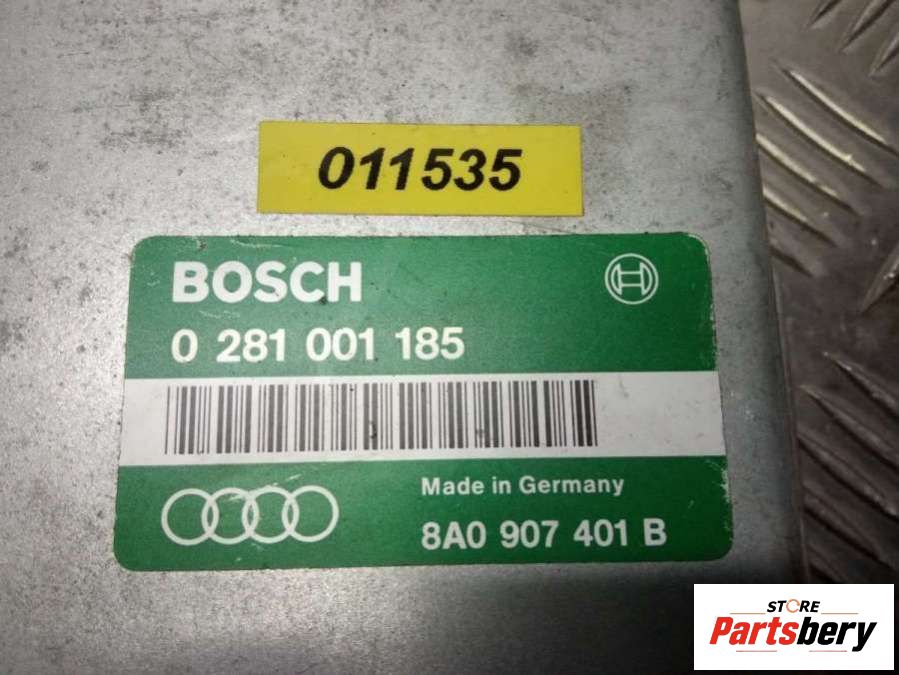 011535
BOSCH
0 281 001 185
Made in Germany
8A0 907 401 B
STORE
Partsbery